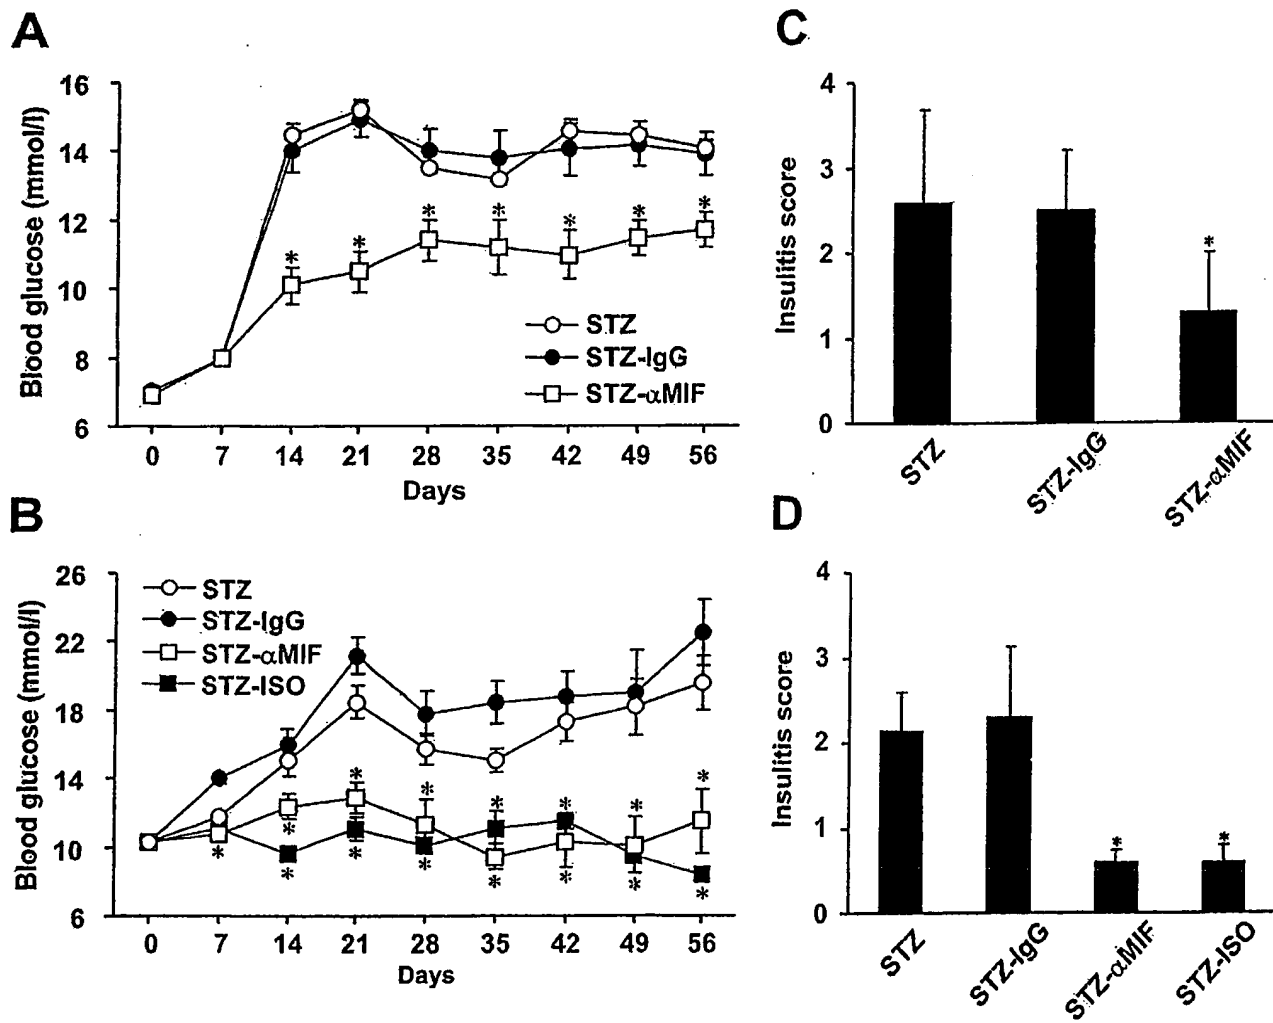 A
Blood glucose (mmol/l)
16
14
12
10
8
6
* * * * * * *
STZ
STZ-IgG
STZ-αMIF
0 7 14 21 28 35 42 49 56
Days
C
Insulitis score
4
3
2
1
0
*
STZ
STZ-IgG
STZ-αMIF
B
Blood glucose (mmol/l)
26
22
18
14
10
6
STZ
STZ-IgG
STZ-αMIF
STZ-ISO
* * * * * *
* * * * * * * * *
0 7 14 21 28 35 42 49 56
Days
D
Insulitis score
4
3
2
1
0
* *
STZ
STZ-IgG
STZ-αMIF
STZ-ISO